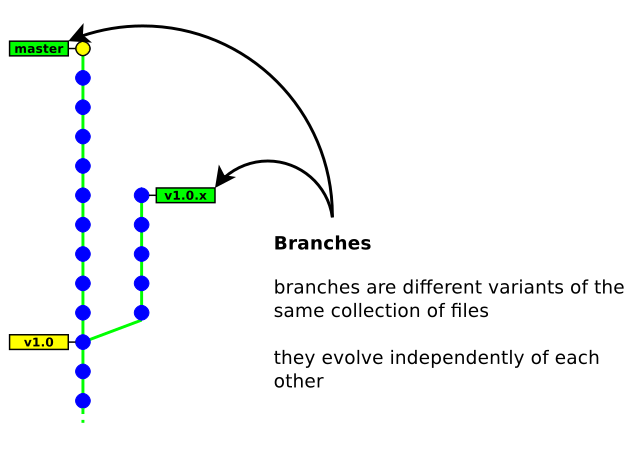 master
v1.0.x
Branches
branches are different variants of the
same collection of files
v1.0
they evolve independently of each
other